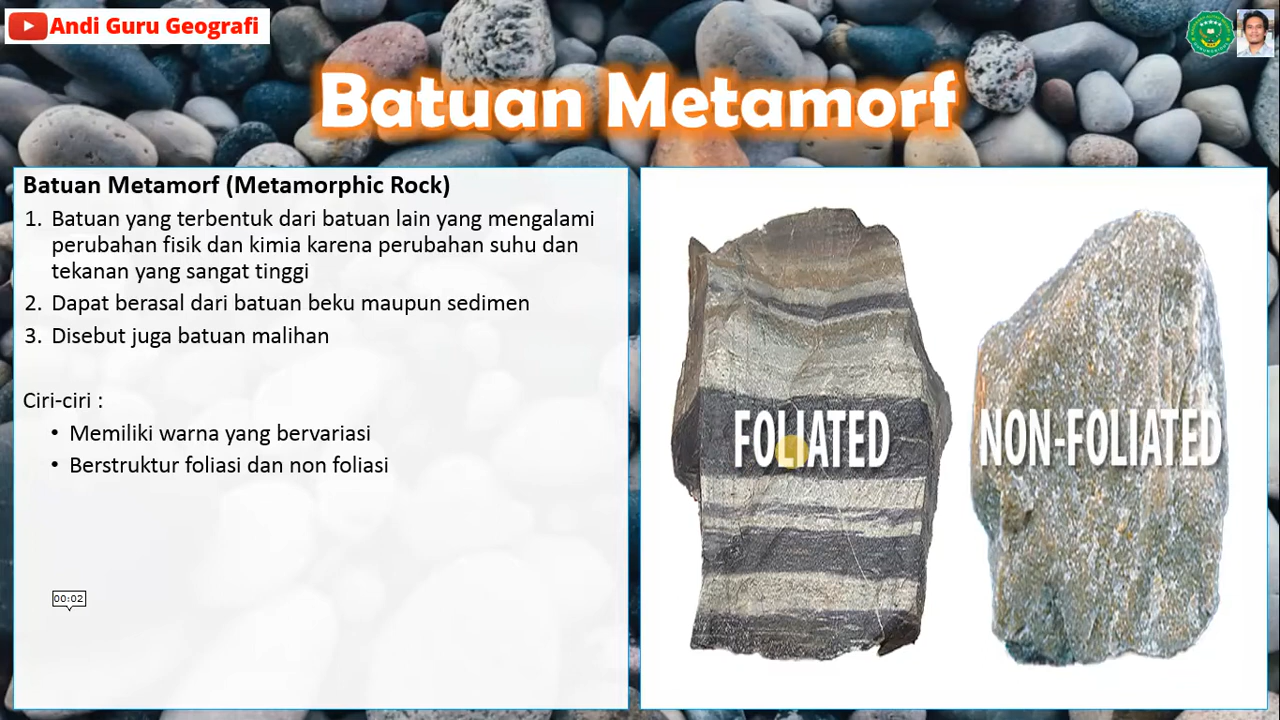 Andi Guru Geografi
Batuan Metamorf
Batuan Metamorf (Metamorphic Rock)
1. Batuan yang terbentuk dari batuan lain yang mengalami
perubahan fisik dan kimia karena perubahan suhu dan
tekanan yang sangat tinggi
2. Dapat berasal dari batuan beku maupun sedimen
3. Disebut juga batuan malihan
Ciri-ciri :
• Memiliki warna yang bervariasi
• Berstruktur foliasi dan non foliasi
00:02
FOLIATED
NON-FOLIATED